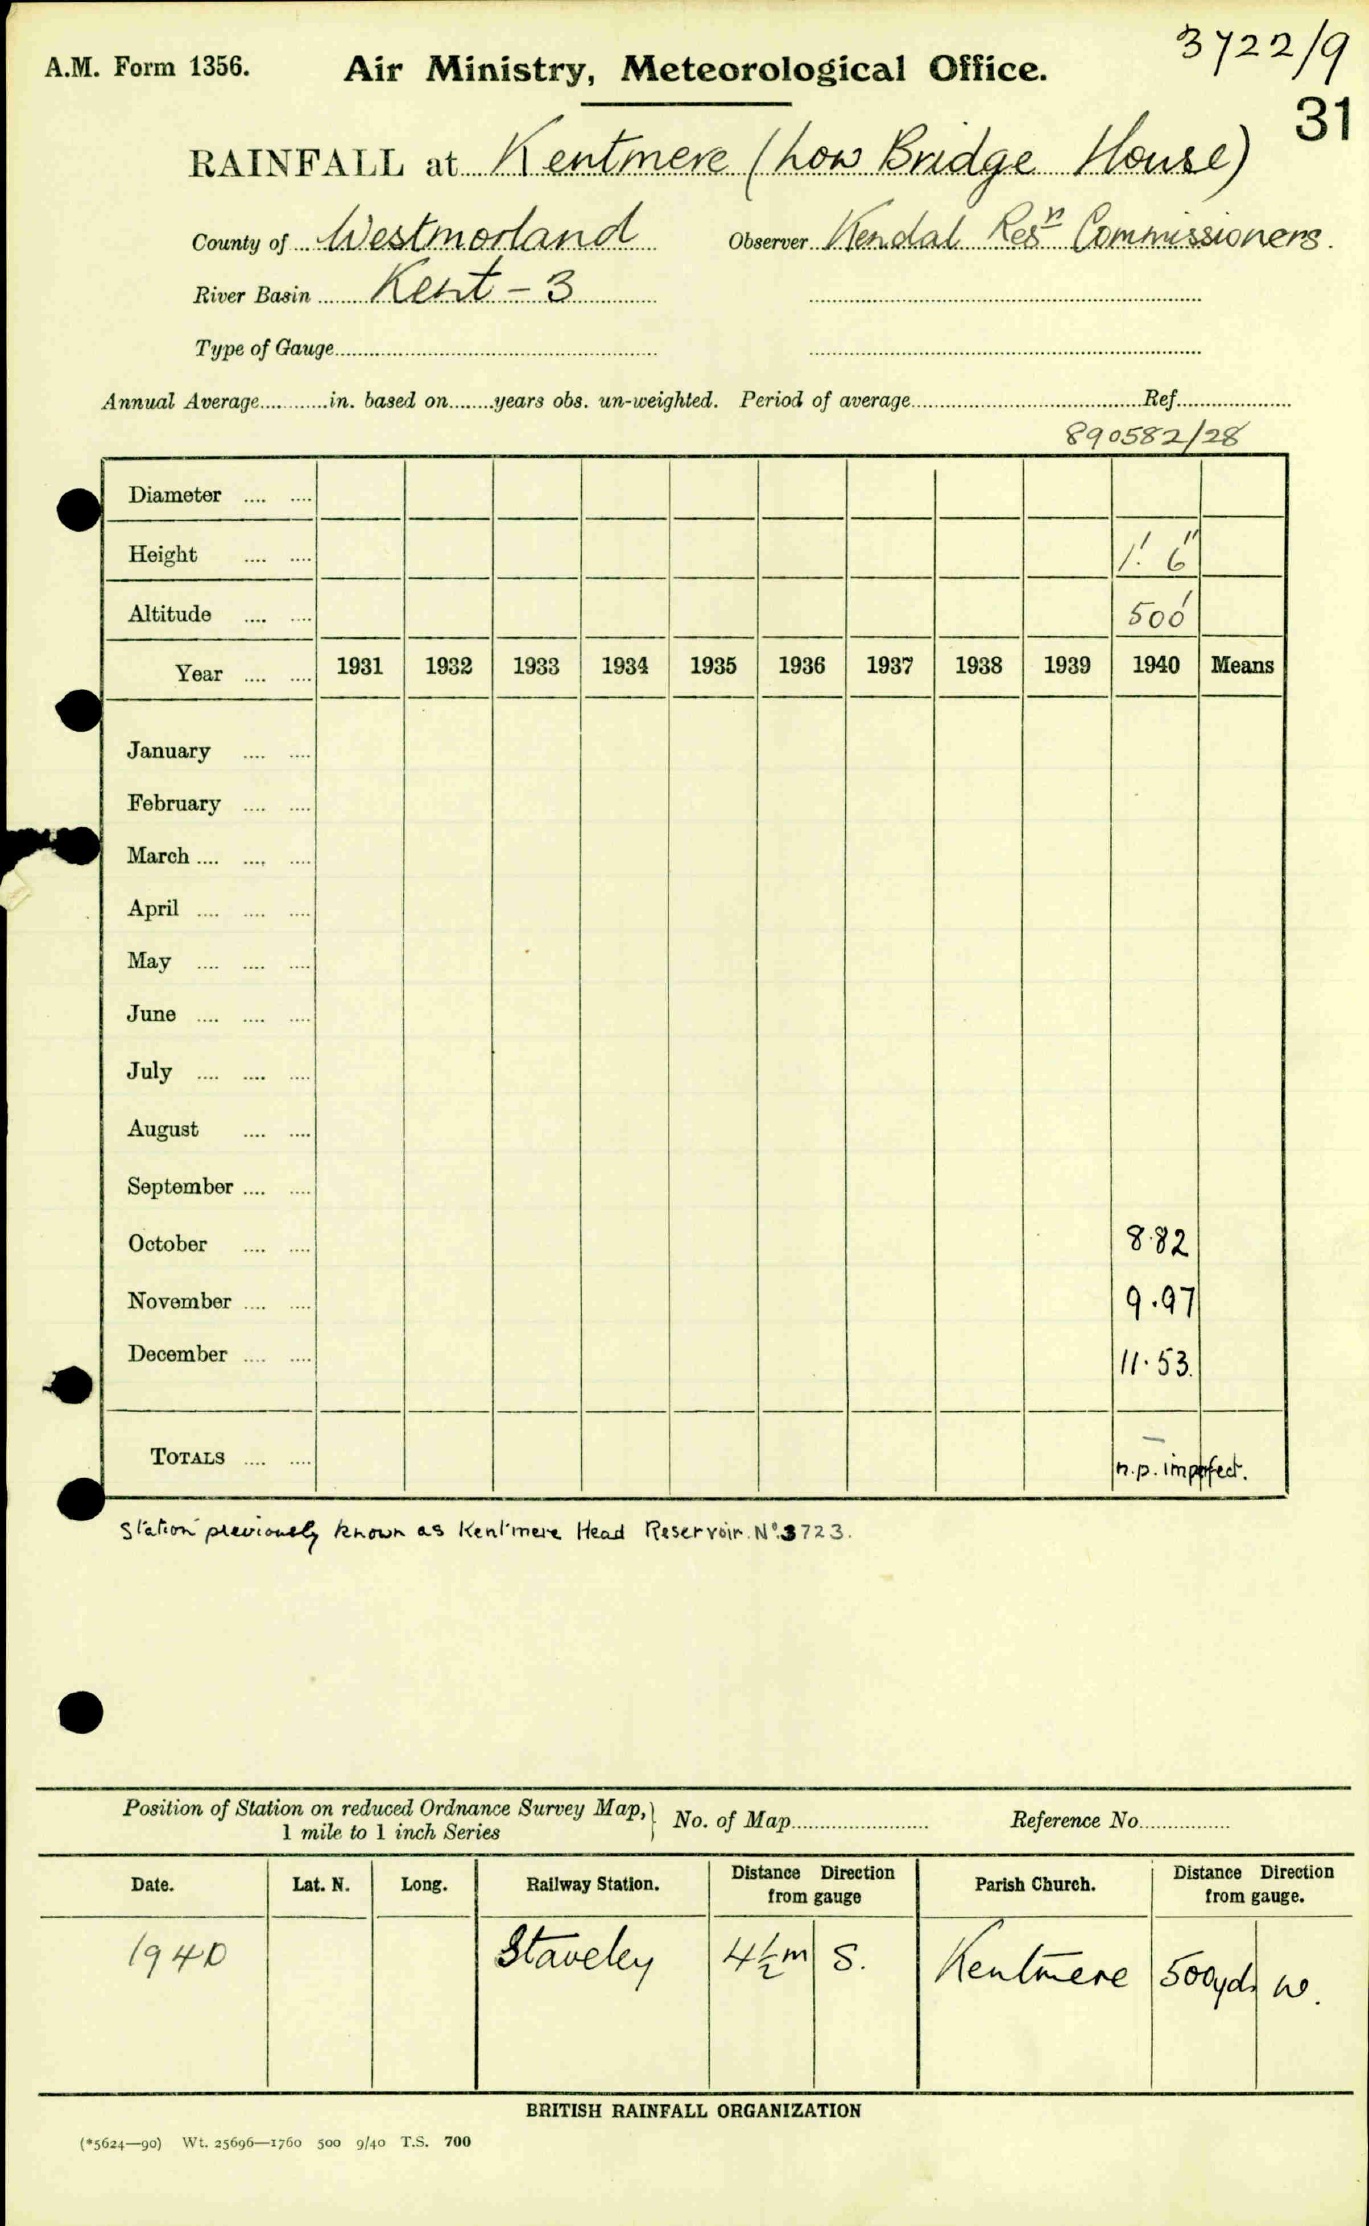 3722/9
A.M. Form 1356. Air Ministry, Meteorological Office.
31
RAINFALL at Kentmere (Low Bridge House)
County of Westmorland Observer Kendal Resn Commissioners.
River Basin Kent - 3
Type of Gauge
Annual Average in. based on years obs. un-weighted. Period of average Ref
890582/28
Diameter
Height 1'. 6"
Altitude 500'
Year 1931 1932 1933 1934 1935 1936 1937 1938 1939 1940 Means
January
February
March
April
May
June
July
August
September
October 8.82
November 9.97
December 11.53.
—
TOTALS n.p. imperfect.
Station previously known as Kentmere Head Reservoir. No. 3723.
Position of Station on reduced Ordnance Survey Map, } No. of Map Reference No.
1 mile to 1 inch Series
Date. Lat. N. Long. Railway Station. Distance Direction from gauge Parish Church. Distance Direction from gauge.
1940 Staveley 4½m S. Kentmere 500yds W.
BRITISH RAINFALL ORGANIZATION
(*5624—90) Wt. 25696—1760 500 9/40 T.S. 700